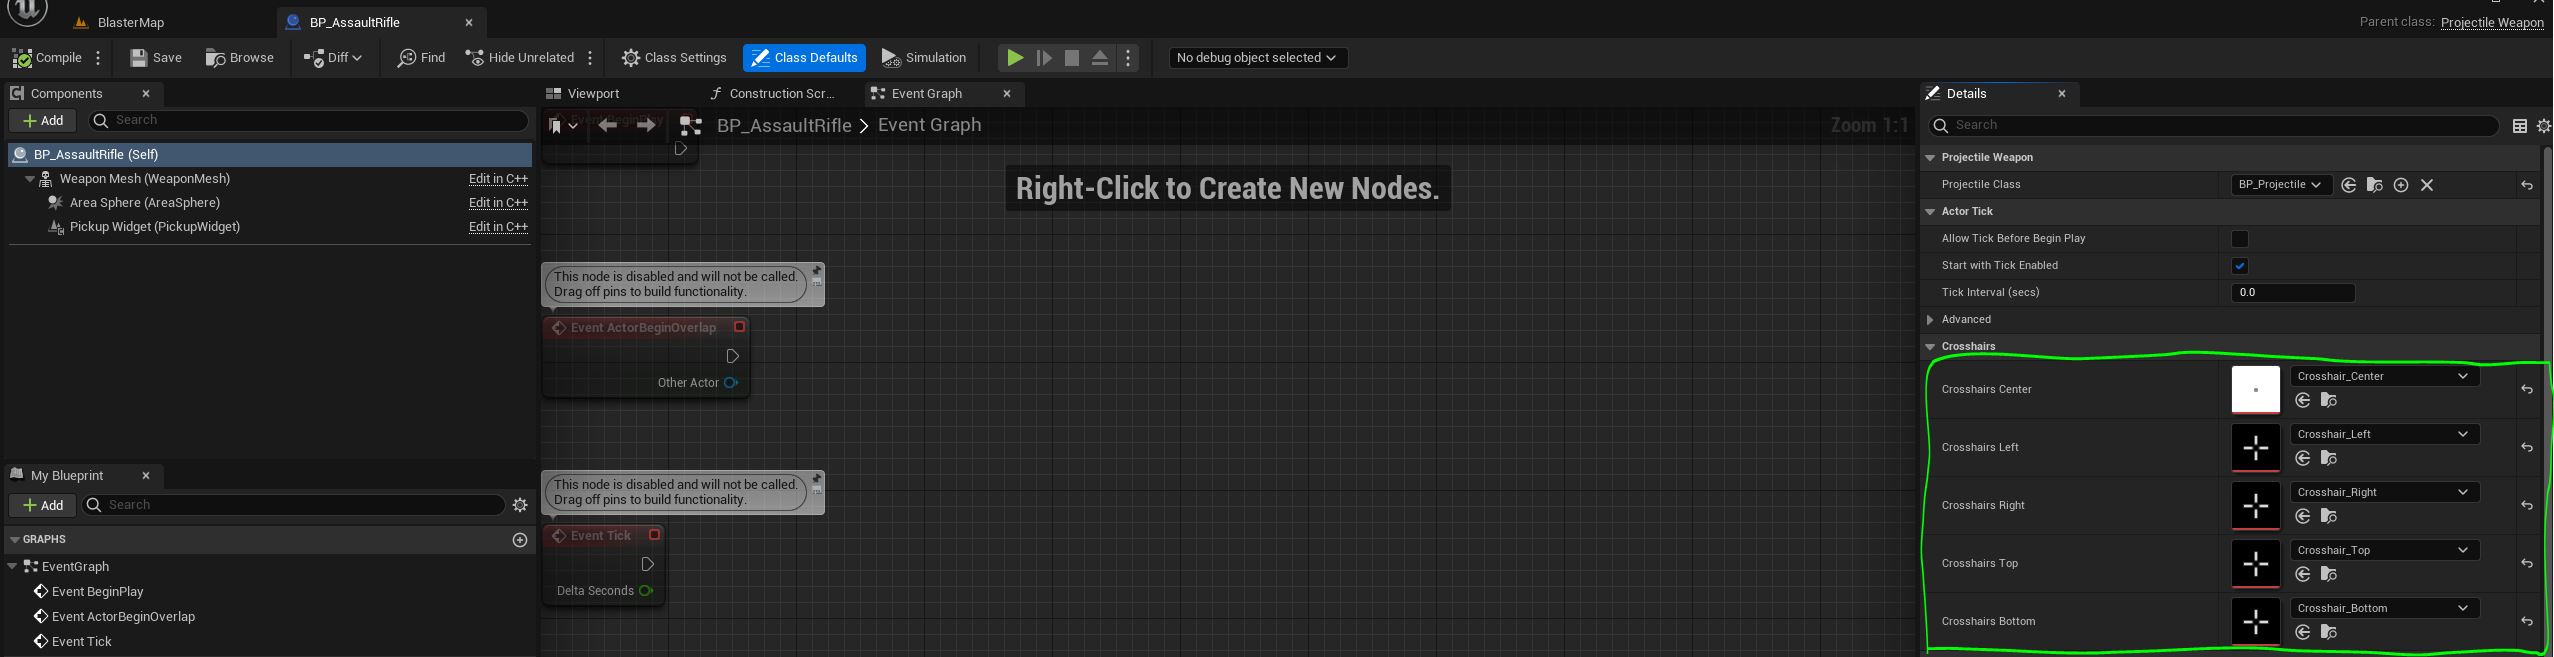 BlasterMap
BP_AssaultRifle
Parent class: Projectile Weapon
Compile
Save
Browse
Diff
Find
Hide Unrelated
Class Settings
Class Defaults
Simulation
No debug object selected
Components
Add
Search
BP_AssaultRifle (Self)
Weapon Mesh (WeaponMesh) Edit in C++
Area Sphere (AreaSphere) Edit in C++
Pickup Widget (PickupWidget) Edit in C++
My Blueprint
Add
Search
GRAPHS
EventGraph
Event BeginPlay
Event ActorBeginOverlap
Event Tick
Viewport
Construction Scr...
Event Graph
Event BeginPlay
BP_AssaultRifle > Event Graph
Zoom 1:1
Right-Click to Create New Nodes.
This node is disabled and will not be called.
Drag off pins to build functionality.
Event ActorBeginOverlap
Other Actor
This node is disabled and will not be called.
Drag off pins to build functionality.
Event Tick
Delta Seconds
Details
Search
Projectile Weapon
Projectile Class BP_Projectile
Actor Tick
Allow Tick Before Begin Play
Start with Tick Enabled
Tick Interval (secs) 0.0
Advanced
Crosshairs
Crosshairs Center Crosshair_Center
Crosshairs Left Crosshair_Left
Crosshairs Right Crosshair_Right
Crosshairs Top Crosshair_Top
Crosshairs Bottom Crosshair_Bottom